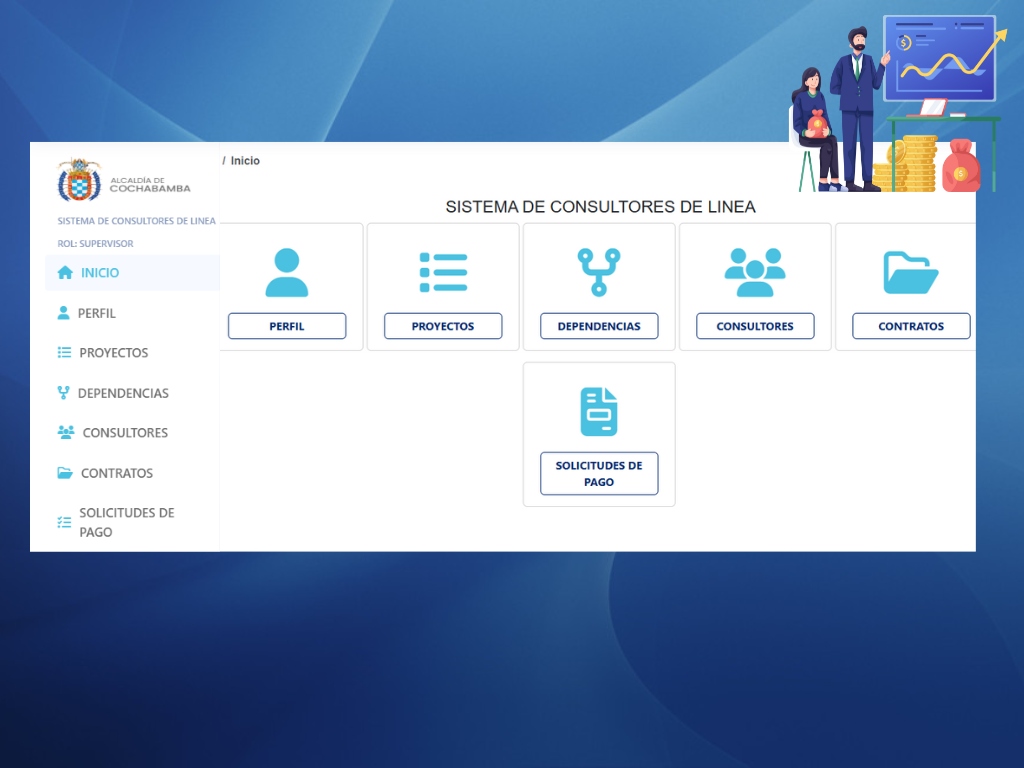 / Inicio
ALCALDÍA DE
COCHABAMBA
SISTEMA DE CONSULTORES DE LINEA
ROL: SUPERVISOR
INICIO
PERFIL
PROYECTOS
DEPENDENCIAS
CONSULTORES
CONTRATOS
SOLICITUDES DE
PAGO
SISTEMA DE CONSULTORES DE LINEA
PERFIL
PROYECTOS
DEPENDENCIAS
CONSULTORES
CONTRATOS
SOLICITUDES DE
PAGO
$
$